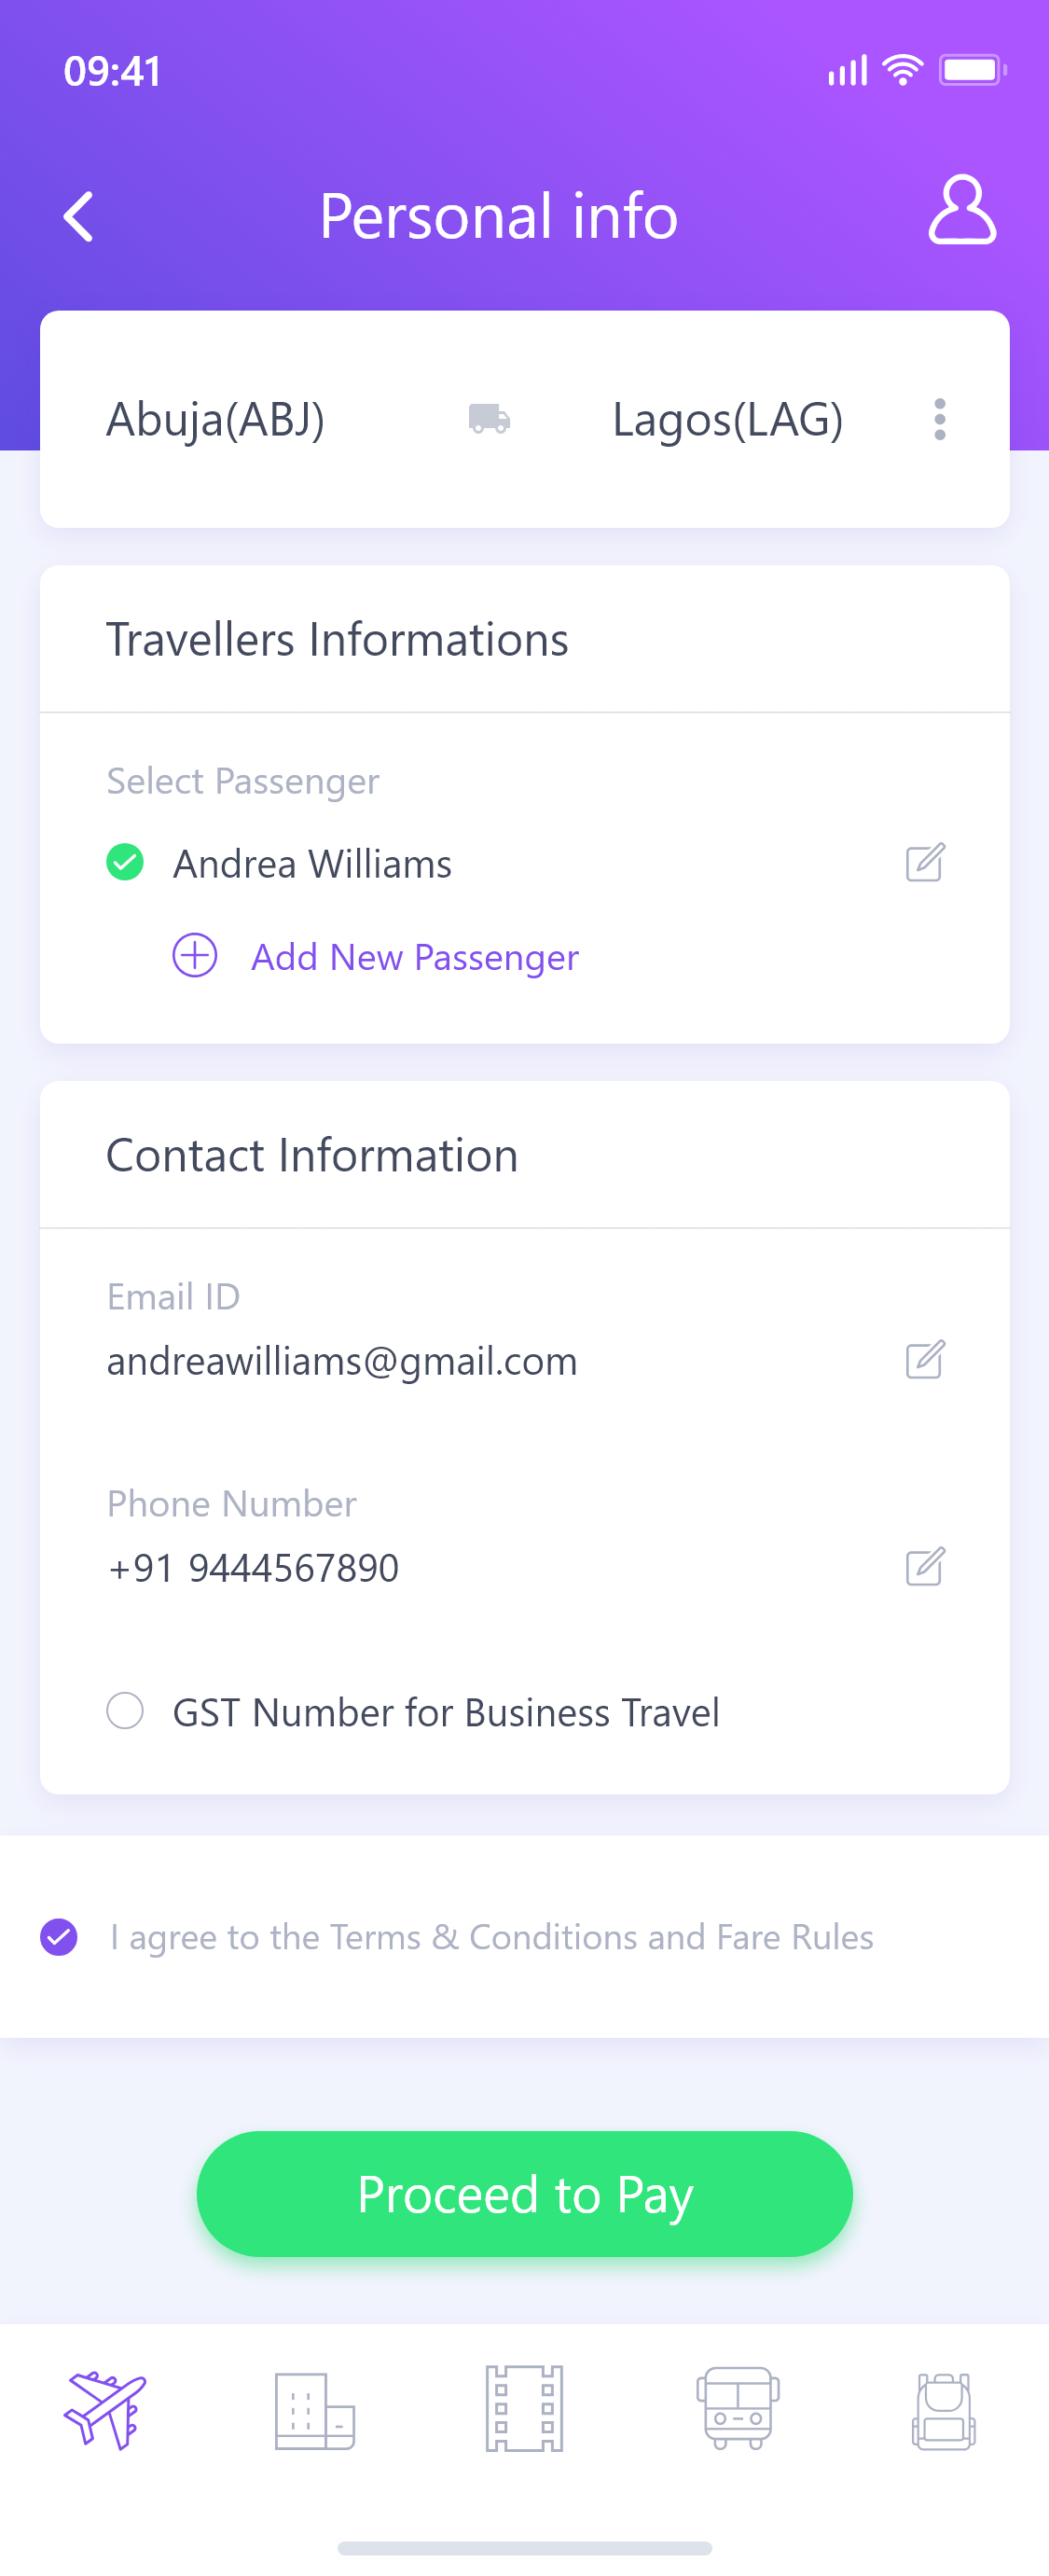 09:41
Personal info
Abuja(ABJ) Lagos(LAG)
Travellers Informations
Select Passenger
Andrea Williams
Add New Passenger
Contact Information
Email ID
andreawilliams@gmail.com
Phone Number
+91 9444567890
GST Number for Business Travel
I agree to the Terms & Conditions and Fare Rules
Proceed to Pay